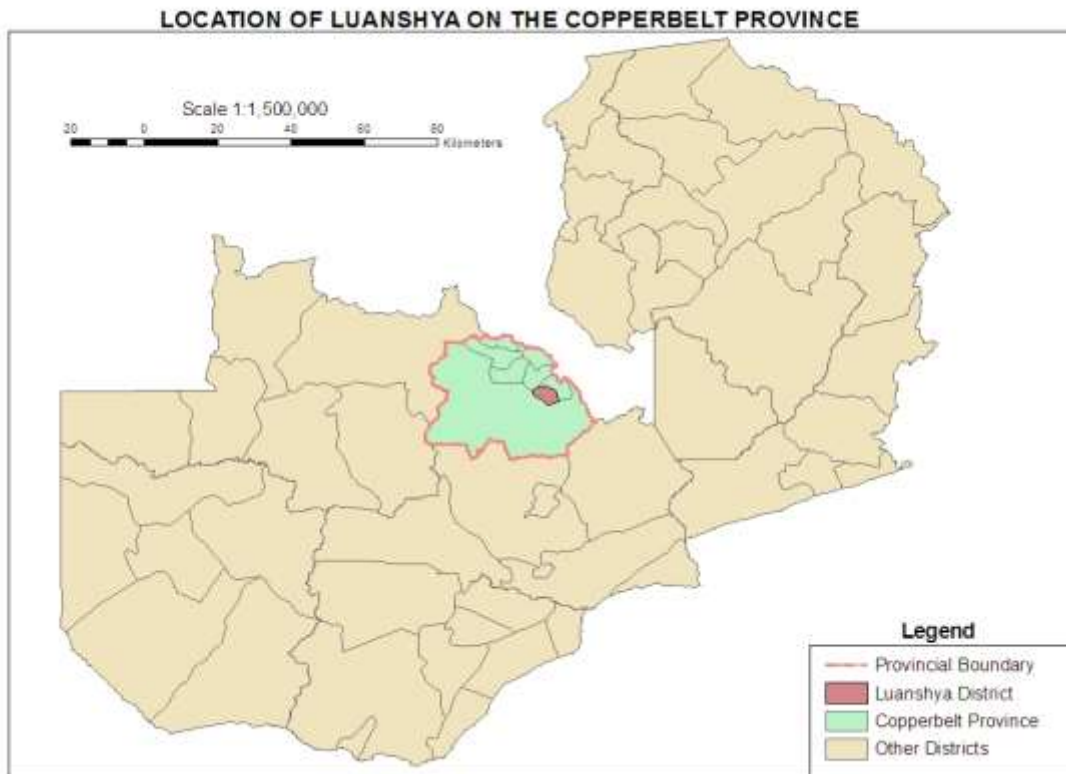 LOCATION OF LUANSHYA ON THE COPPERBELT PROVINCE
Scale 1:1,500,000
20 0 20 40 60 80 Kilometers
Legend
Provincial Boundary
Luanshya District
Copperbelt Province
Other Districts